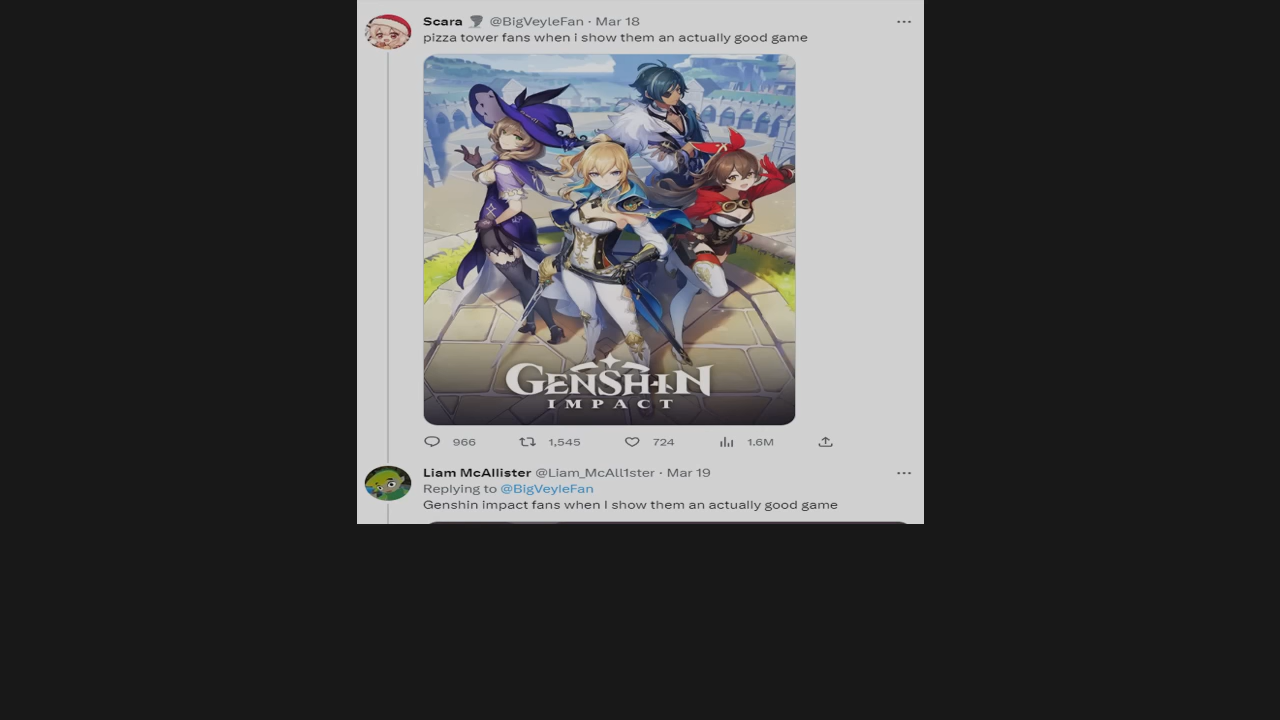 Scara @BigVeyleFan · Mar 18
pizza tower fans when i show them an actually good game
GENSHIN
IMPACT
966 1,545 724 1.6M
Liam McAllister @Liam_McAll1ster · Mar 19
Replying to @BigVeyleFan
Genshin impact fans when I show them an actually good game